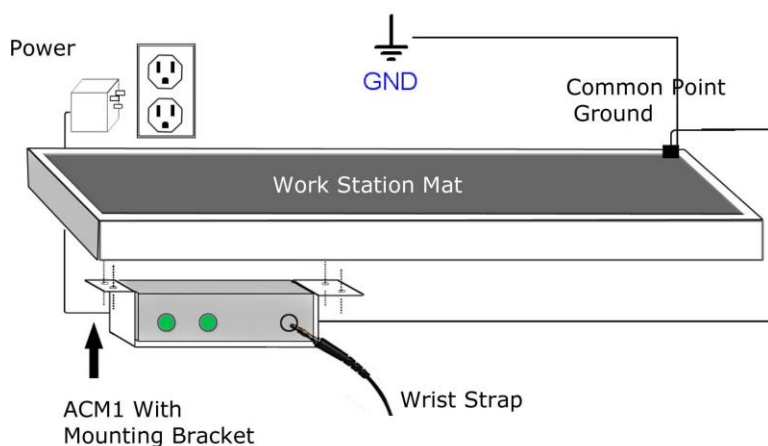 Power
GND
Common Point
Ground
Work Station Mat
Wrist Strap
ACM1 With
Mounting Bracket